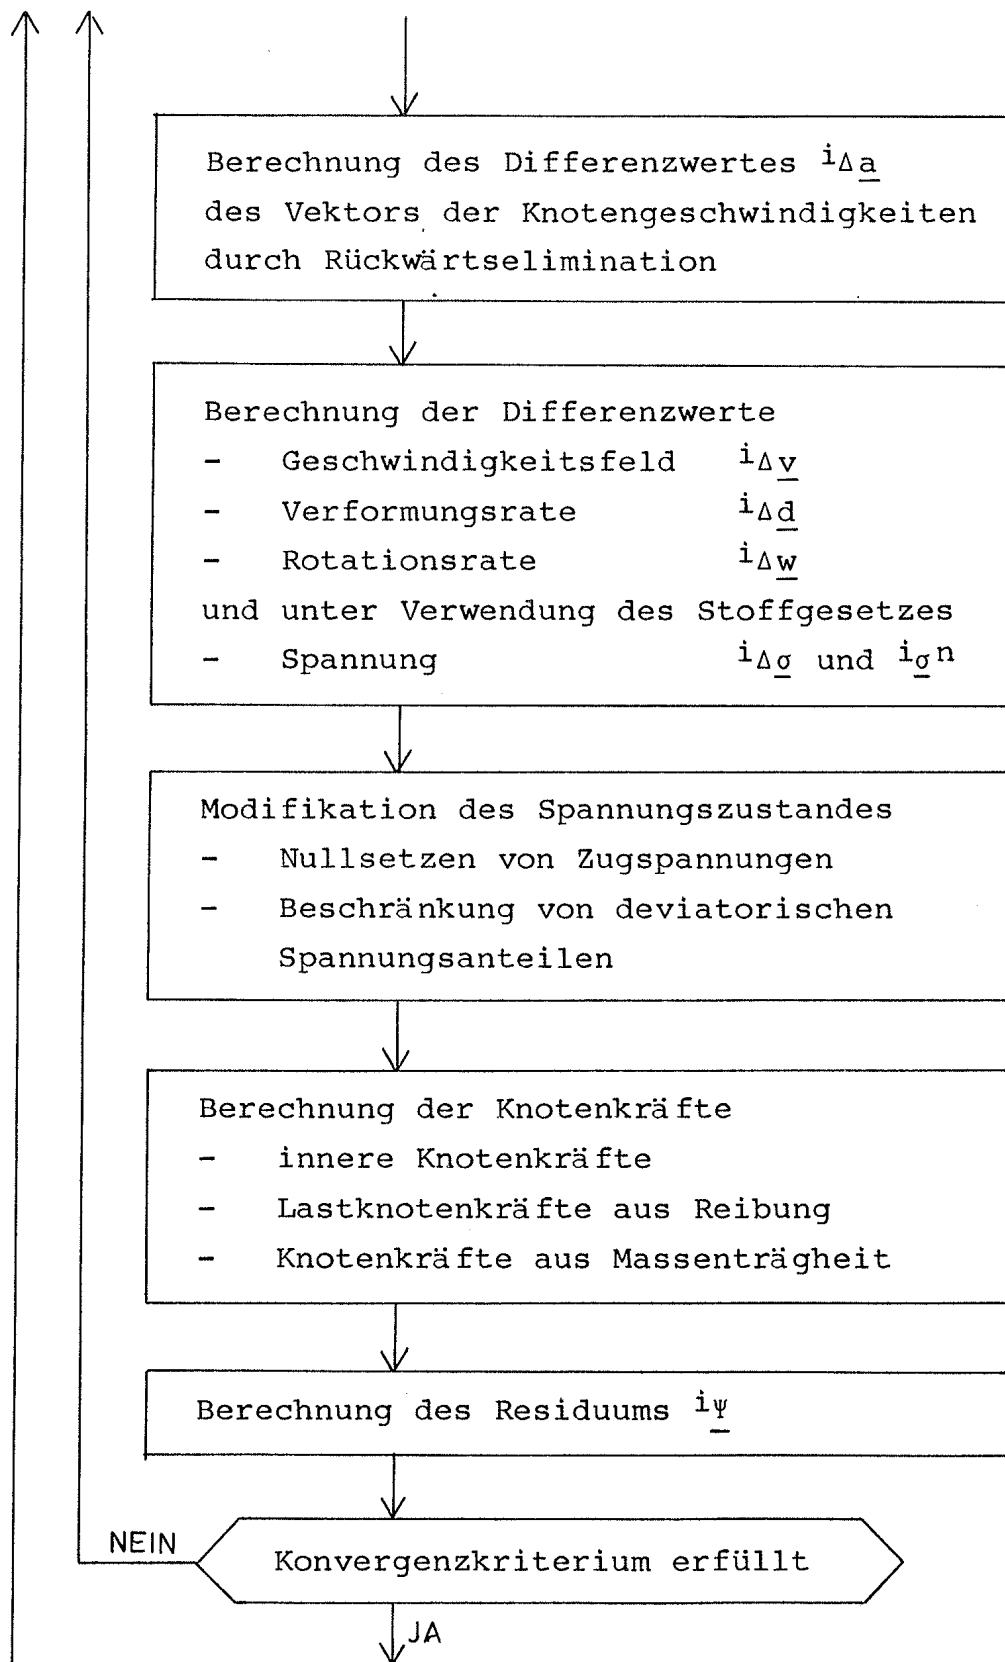 Berechnung des Differenzwertes ⁱΔa̲
des Vektors der Knotengeschwindigkeiten
durch Rückwärtselimination
Berechnung der Differenzwerte
- Geschwindigkeitsfeld ⁱΔv̲
- Verformungsrate ⁱΔd̲
- Rotationsrate ⁱΔw̲
und unter Verwendung des Stoffgesetzes
- Spannung ⁱΔσ̲ und ⁱσ̲ⁿ
Modifikation des Spannungszustandes
- Nullsetzen von Zugspannungen
- Beschränkung von deviatorischen
Spannungsanteilen
Berechnung der Knotenkräfte
- innere Knotenkräfte
- Lastknotenkräfte aus Reibung
- Knotenkräfte aus Massenträgheit
Berechnung des Residuums ⁱΨ̲
NEIN
Konvergenzkriterium erfüllt
JA